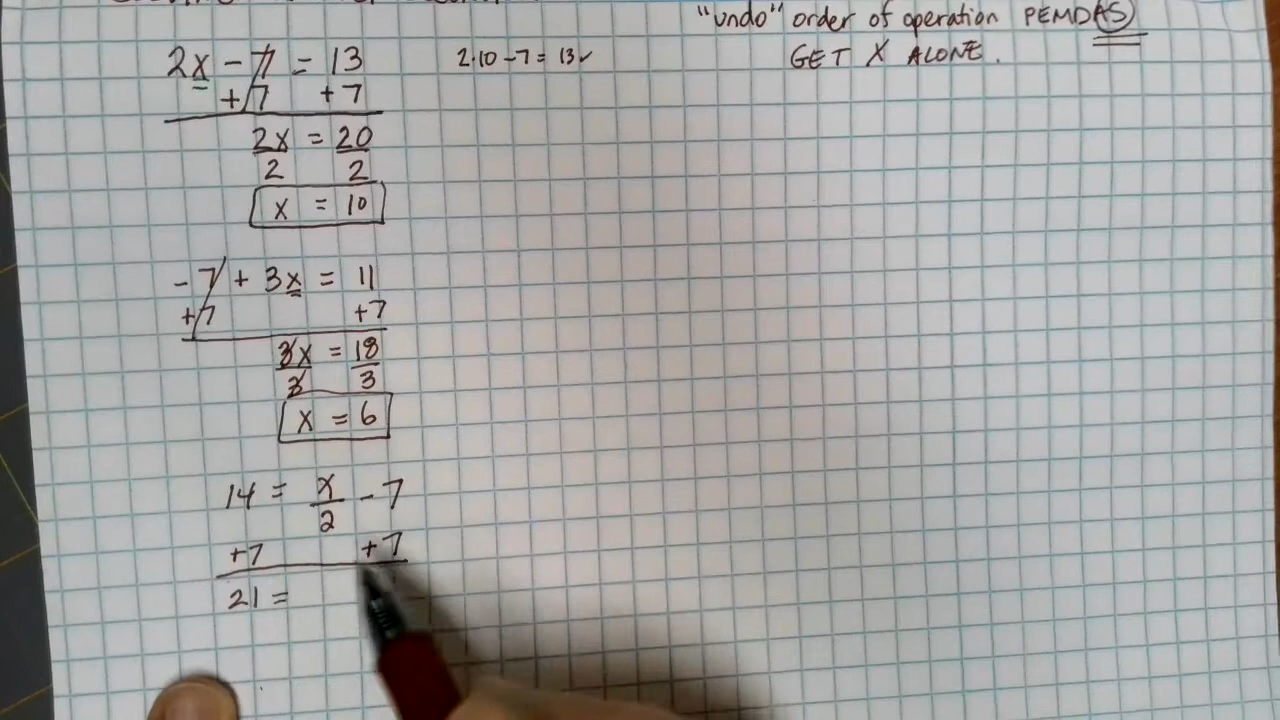 "undo" order of operation PEMDAS
GET X ALONE.
2x - 7 = 13
2·10 - 7 = 13 ✓
+7 +7
2x = 20
2 2
x = 10
-7 + 3x = 11
+7 +7
3x = 18
3 3
x = 6
14 = x/2 - 7
+7 +7
21 =